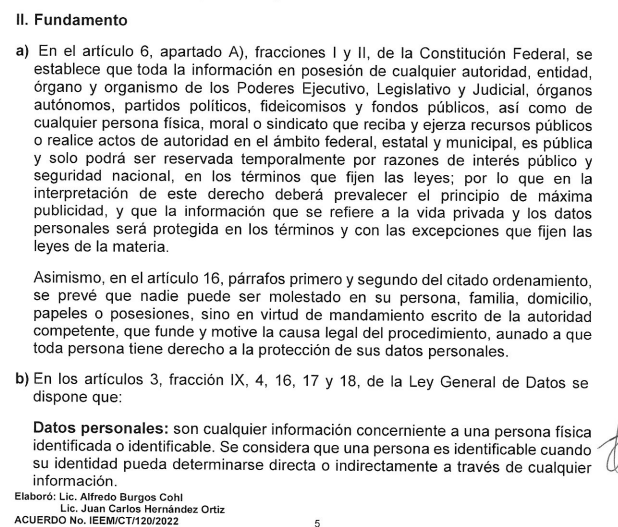 II. Fundamento
a) En el artículo 6, apartado A), fracciones I y II, de la Constitución Federal, se
establece que toda la información en posesión de cualquier autoridad, entidad,
órgano y organismo de los Poderes Ejecutivo, Legislativo y Judicial, órganos
autónomos, partidos políticos, fideicomisos y fondos públicos, así como de
cualquier persona física, moral o sindicato que reciba y ejerza recursos públicos
o realice actos de autoridad en el ámbito federal, estatal y municipal, es pública
y solo podrá ser reservada temporalmente por razones de interés público y
seguridad nacional, en los términos que fijen las leyes; por lo que en la
interpretación de este derecho deberá prevalecer el principio de máxima
publicidad, y que la información que se refiere a la vida privada y los datos
personales será protegida en los términos y con las excepciones que fijen las
leyes de la materia.
Asimismo, en el artículo 16, párrafos primero y segundo del citado ordenamiento,
se prevé que nadie puede ser molestado en su persona, familia, domicilio,
papeles o posesiones, sino en virtud de mandamiento escrito de la autoridad
competente, que funde y motive la causa legal del procedimiento, aunado a que
toda persona tiene derecho a la protección de sus datos personales.
b) En los artículos 3, fracción IX, 4, 16, 17 y 18, de la Ley General de Datos se
dispone que:
Datos personales: son cualquier información concerniente a una persona física
identificada o identificable. Se considera que una persona es identificable cuando
su identidad pueda determinarse directa o indirectamente a través de cualquier
información.
Elaboró: Lic. Alfredo Burgos Cohl
Lic. Juan Carlos Hernández Ortiz
ACUERDO No. IEEM/CT/120/2022
5